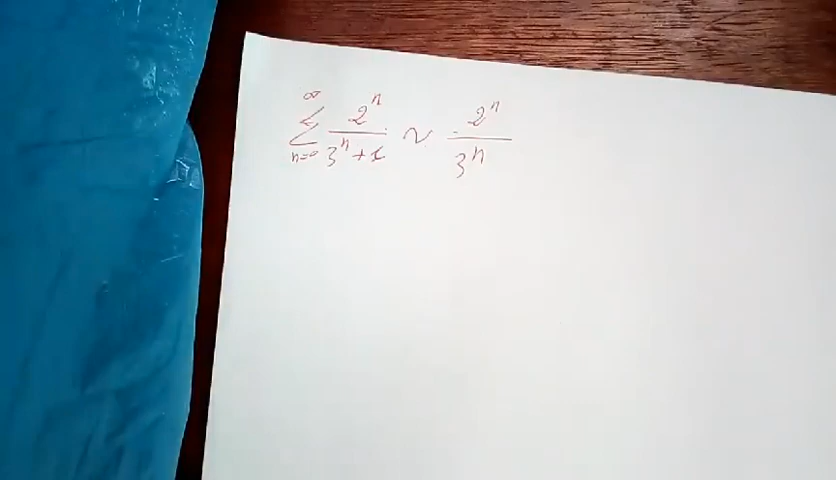 ∑_{n=0}^{∞} 2^n / (3^n + 1) ~ 2^n / 3^n